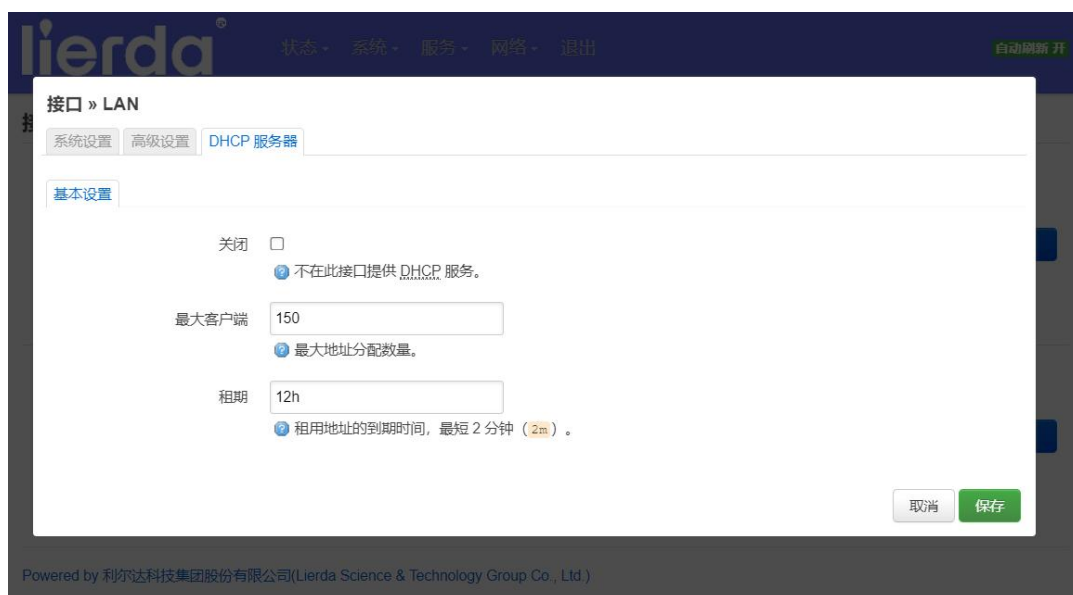 lierda®
状态 系统 服务 网络 退出
自动刷新 开
接口 » LAN
系统设置 高级设置 DHCP 服务器
基本设置
关闭
不在此接口提供 DHCP 服务。
最大客户端 150
最大地址分配数量。
租期 12h
租用地址的到期时间，最短 2 分钟（2m）。
取消 保存
Powered by 利尔达科技集团股份有限公司(Lierda Science & Technology Group Co., Ltd.)